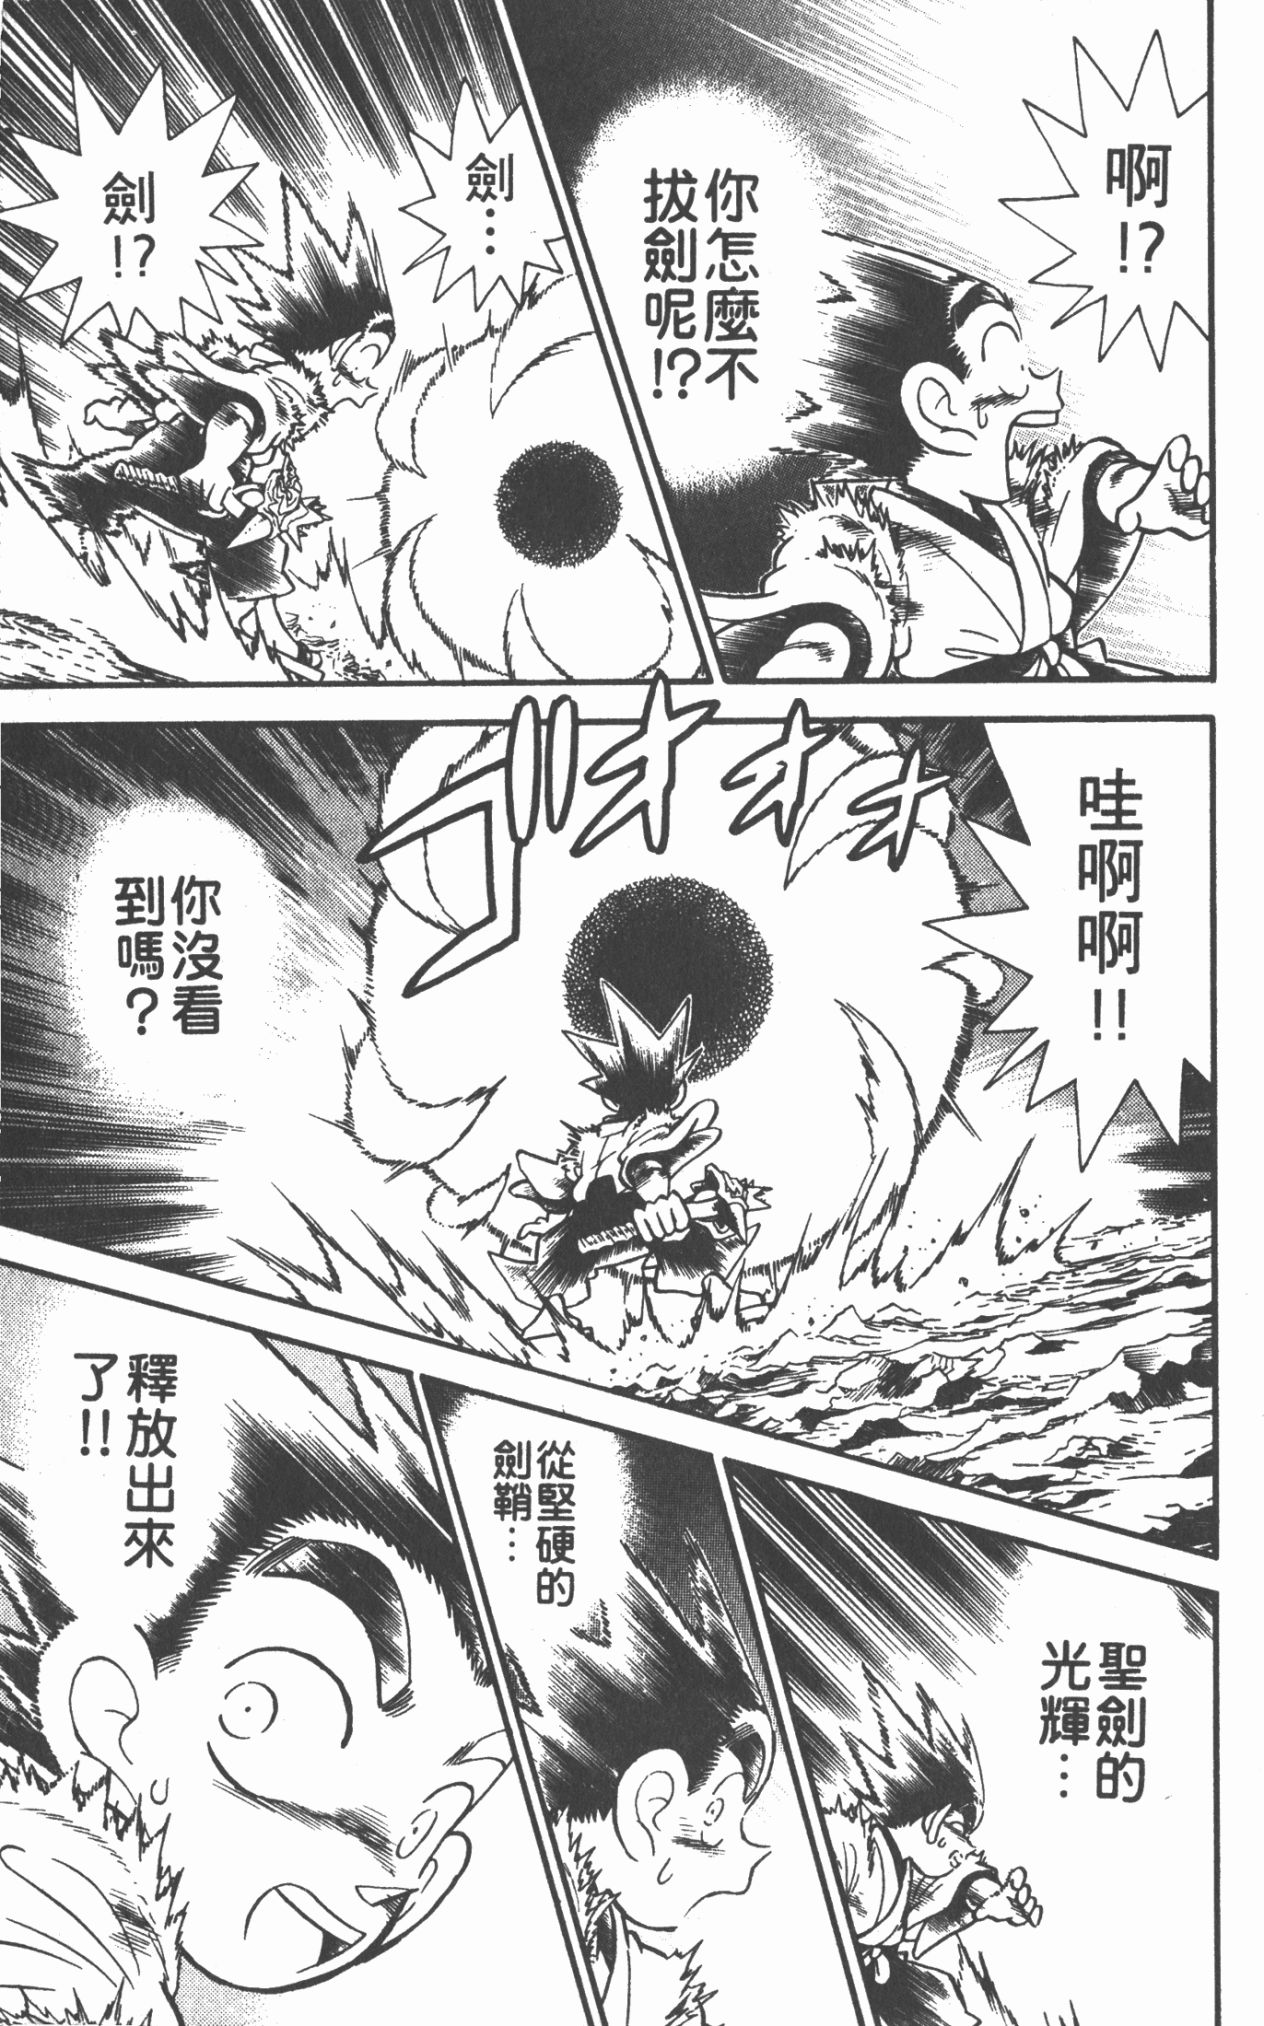 啊!?
你怎麼不
拔劍呢!?
劍…
劍!?
哇啊啊!!
ゴオオオ
你沒看
到嗎?
聖劍的
光輝…
從堅硬的
劍鞘…
釋放出來
了!!